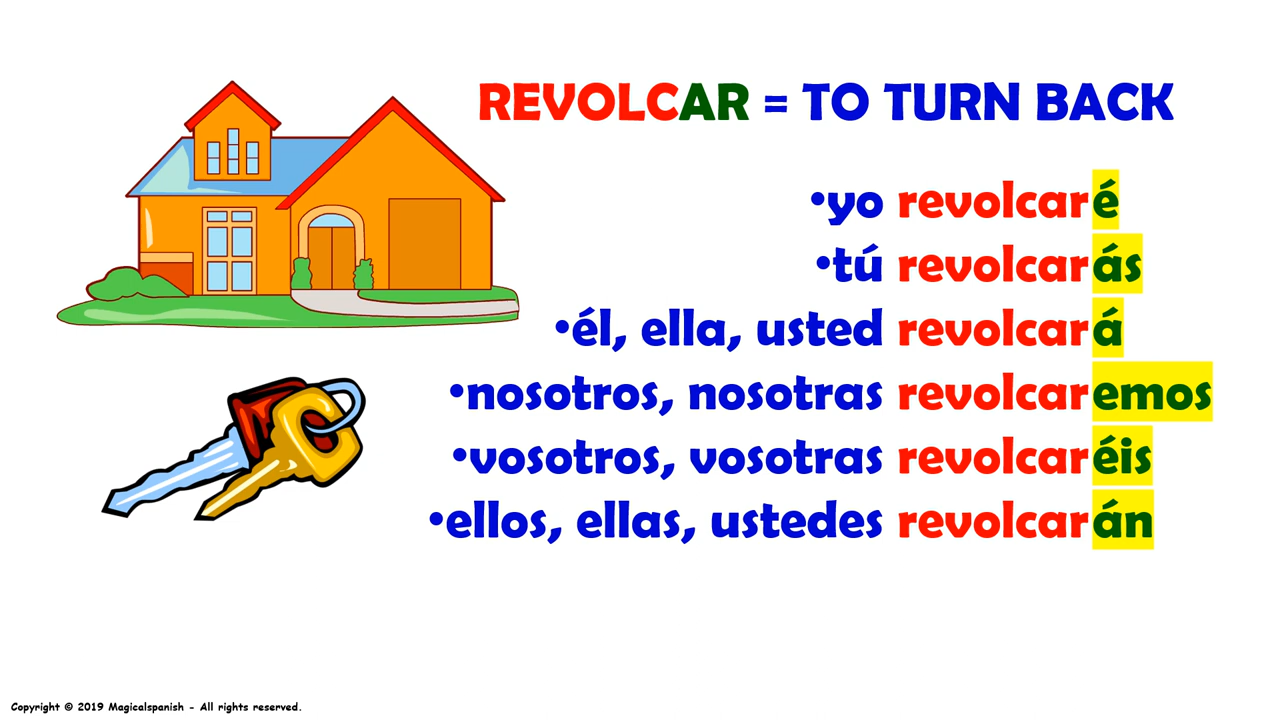 REVOLCAR = TO TURN BACK
•yo revolcaré
•tú revolcarás
•él, ella, usted revolcará
•nosotros, nosotras revolcaremos
•vosotros, vosotras revolcaréis
•ellos, ellas, ustedes revolcarán
Copyright © 2019 Magicalspanish - All rights reserved.